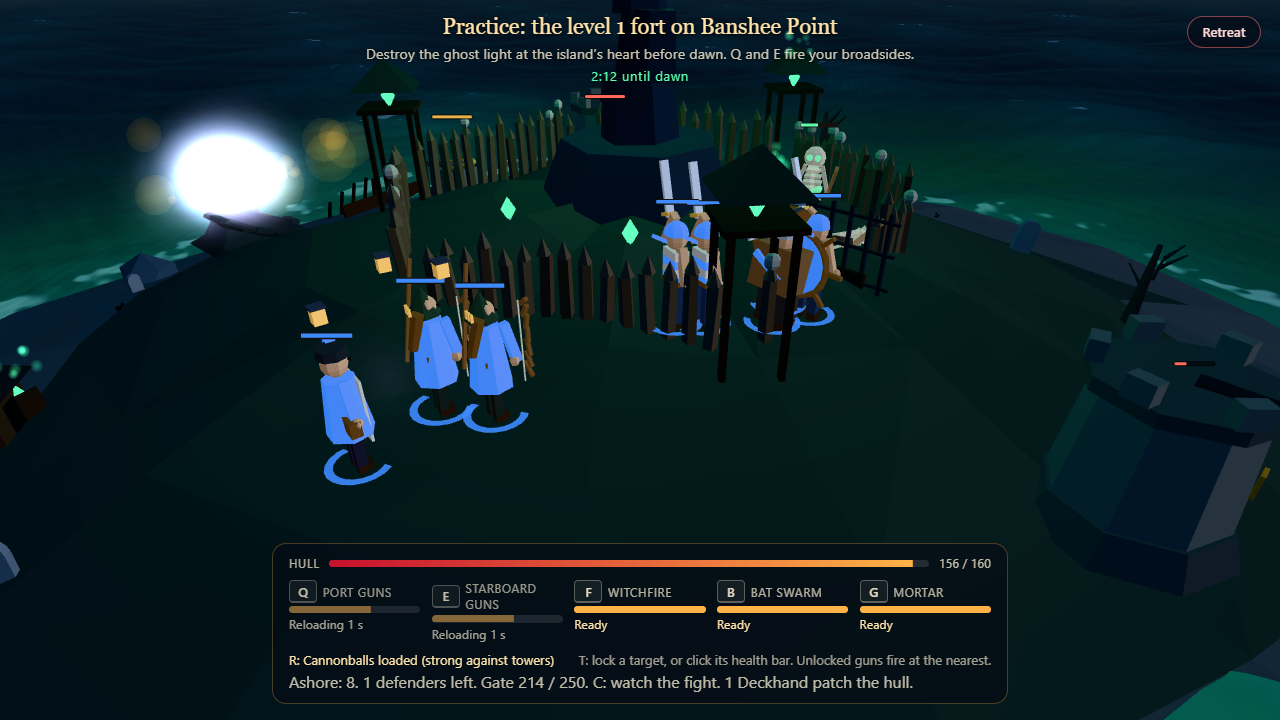 Practice: the level 1 fort on Banshee Point
Retreat
Destroy the ghost light at the island's heart before dawn. Q and E fire your broadsides.
2:12 until dawn
HULL 156 / 160
Q PORT GUNS
Reloading 1 s
E STARBOARD GUNS
Reloading 1 s
F WITCHFIRE
Ready
B BAT SWARM
Ready
G MORTAR
Ready
R: Cannonballs loaded (strong against towers)
T: lock a target, or click its health bar. Unlocked guns fire at the nearest.
Ashore: 8. 1 defenders left. Gate 214 / 250. C: watch the fight. 1 Deckhand patch the hull.